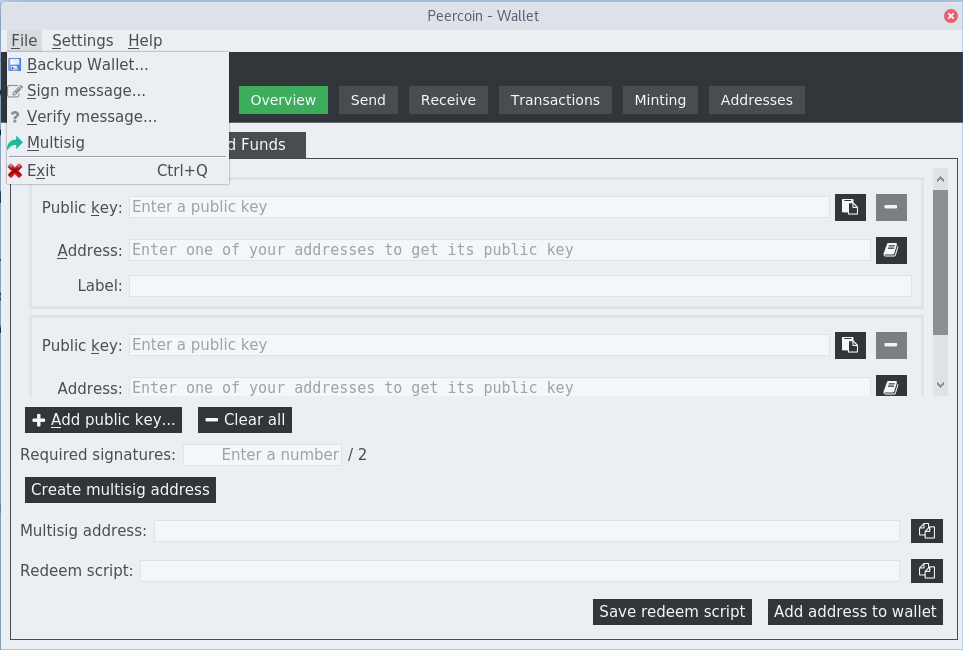 Peercoin - Wallet
File Settings Help
Backup Wallet...
Sign message...
Verify message...
Multisig
Exit Ctrl+Q
Overview Send Receive Transactions Minting Addresses
Funds
Public key: Enter a public key
Address: Enter one of your addresses to get its public key
Label:
Public key: Enter a public key
Address: Enter one of your addresses to get its public key
Add public key... Clear all
Required signatures: Enter a number / 2
Create multisig address
Multisig address:
Redeem script:
Save redeem script Add address to wallet